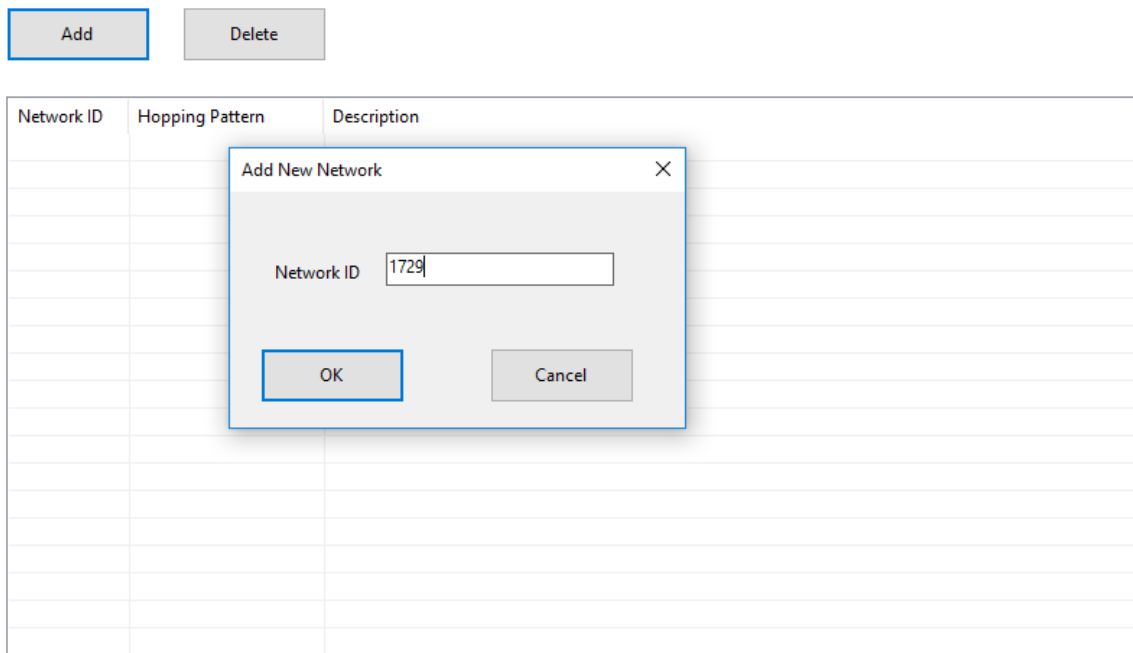 Add Delete
Network ID Hopping Pattern Description
Add New Network
Network ID 1729
OK Cancel